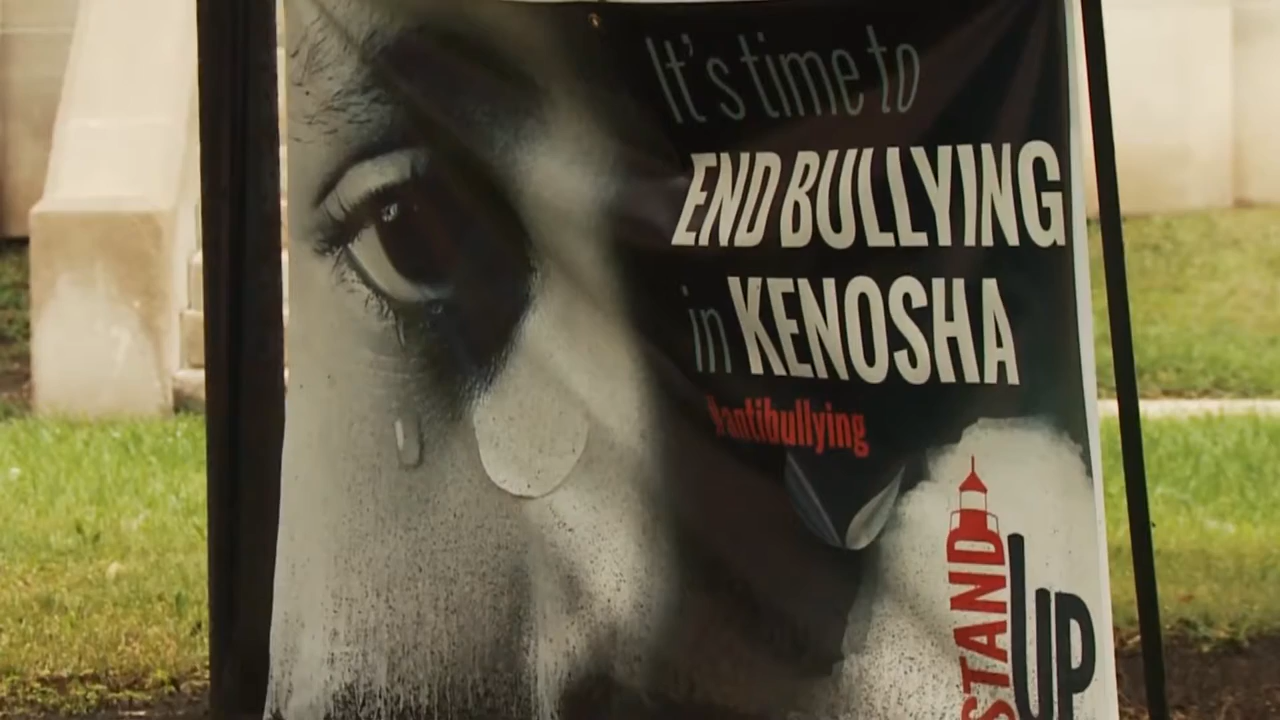 It's time to
END BULLYING
in KENOSHA
#antibullying
STAND
UP